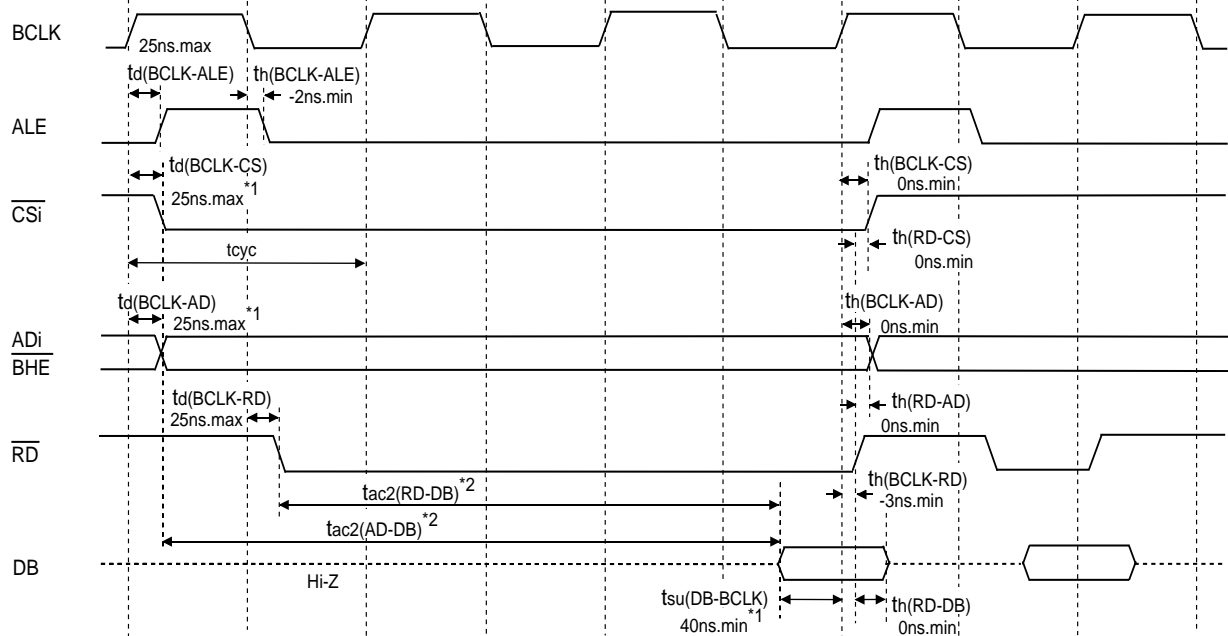 BCLK
25ns.max
td(BCLK-ALE)
th(BCLK-ALE)
-2ns.min
ALE
td(BCLK-CS)
25ns.max*1
th(BCLK-CS)
0ns.min
CSi
tcyc
th(RD-CS)
0ns.min
td(BCLK-AD)
25ns.max*1
th(BCLK-AD)
0ns.min
ADi
BHE
td(BCLK-RD)
25ns.max
th(RD-AD)
0ns.min
RD
tac2(RD-DB)*2
th(BCLK-RD)
-3ns.min
tac2(AD-DB)*2
DB
Hi-Z
tsu(DB-BCLK)
40ns.min*1
th(RD-DB)
0ns.min